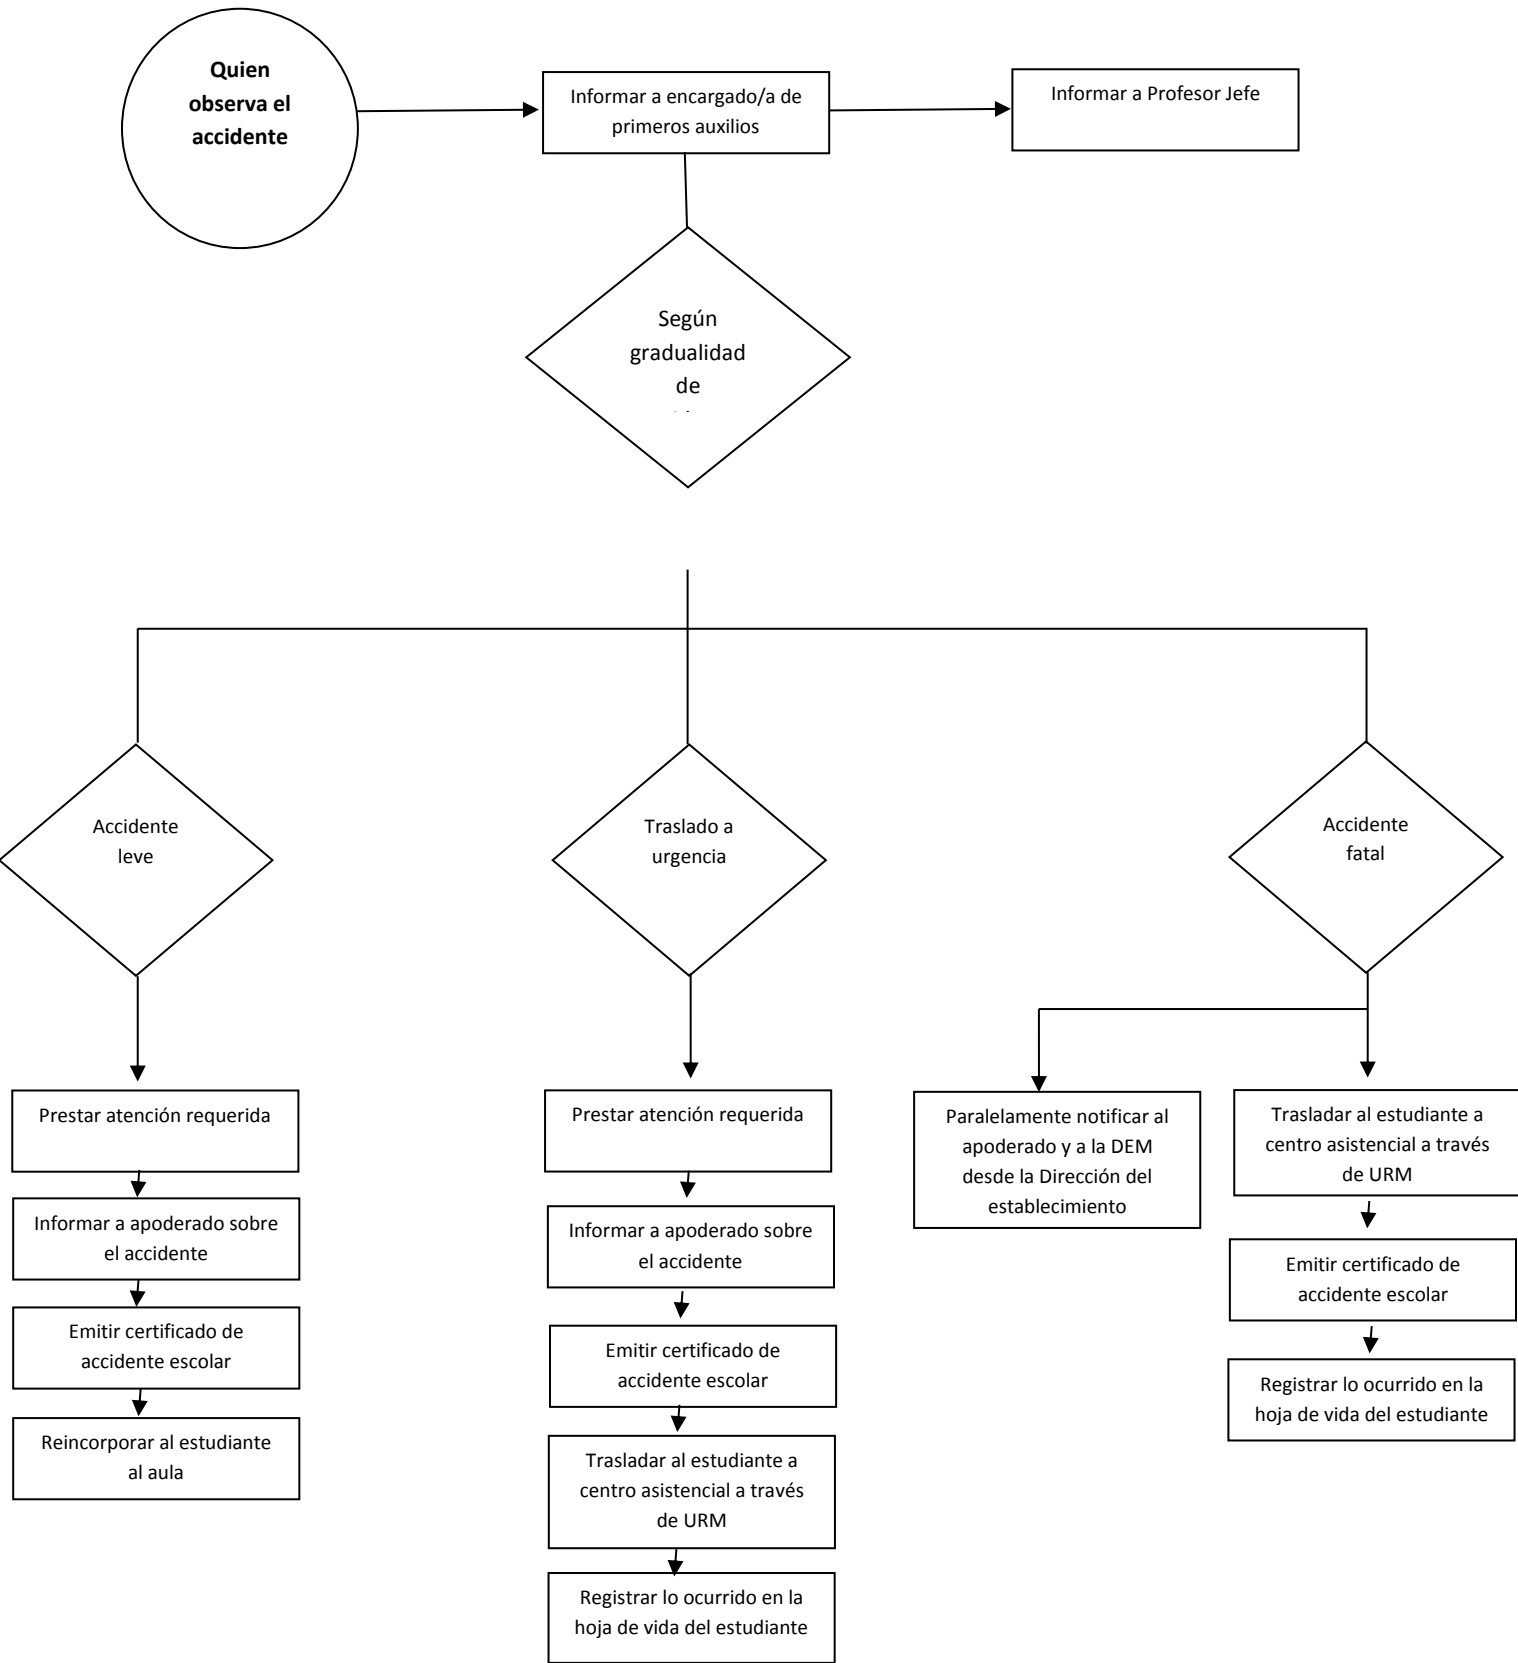 Quien
observa el
accidente
Informar a encargado/a de
primeros auxilios
Informar a Profesor Jefe
Según
gradualidad
de
Accidente
leve
Traslado a
urgencia
Accidente
fatal
Prestar atención requerida
Informar a apoderado sobre
el accidente
Emitir certificado de
accidente escolar
Reincorporar al estudiante
al aula
Prestar atención requerida
Informar a apoderado sobre
el accidente
Emitir certificado de
accidente escolar
Trasladar al estudiante a
centro asistencial a través
de URM
Registrar lo ocurrido en la
hoja de vida del estudiante
Paralelamente notificar al
apoderado y a la DEM
desde la Dirección del
establecimiento
Trasladar al estudiante a
centro asistencial a través
de URM
Emitir certificado de
accidente escolar
Registrar lo ocurrido en la
hoja de vida del estudiante